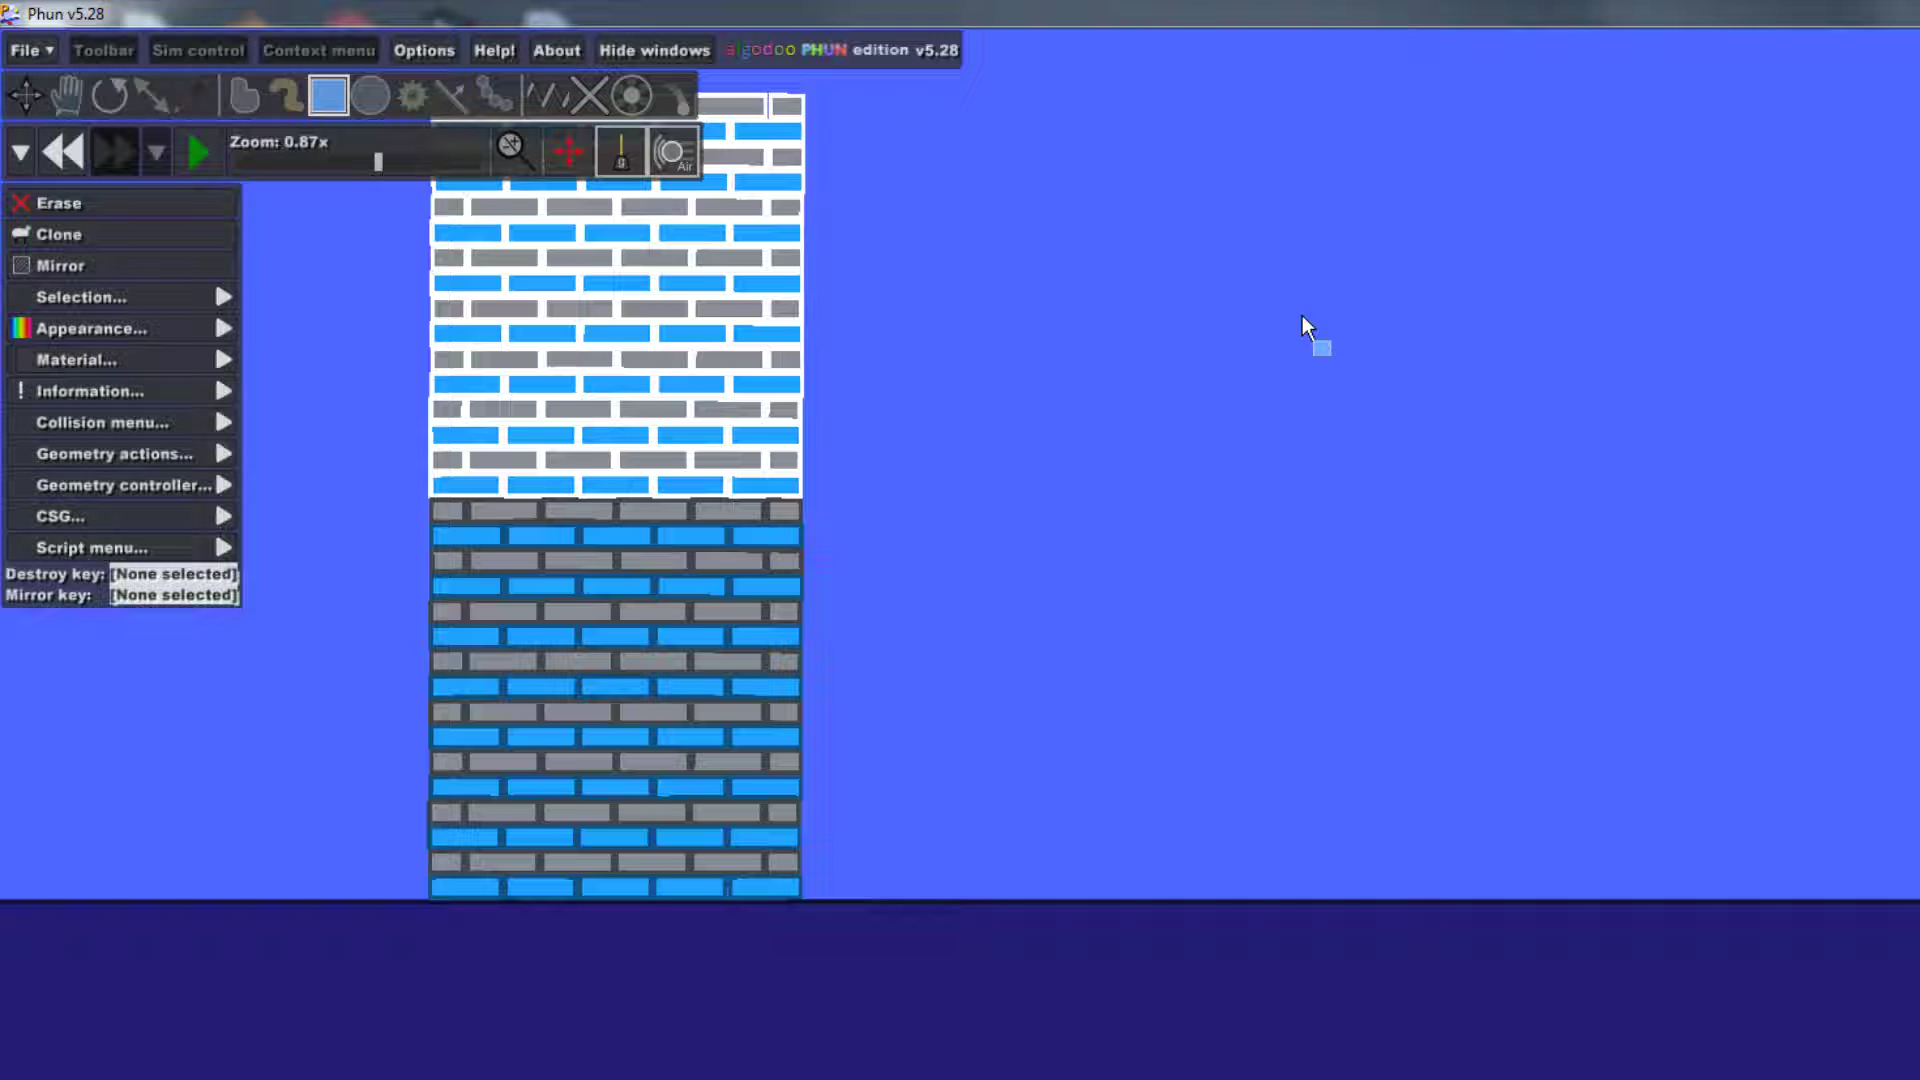 Phun v5.28
File Toolbar Sim control Context menu Options Help! About Hide windows algodoo PHUN edition v5.28
Zoom: 0.87x
g
Air
Erase
Clone
Mirror
Selection...
Appearance...
Material...
! Information...
Collision menu...
Geometry actions...
Geometry controller...
CSG...
Script menu...
Destroy key: [None selected]
Mirror key: [None selected]